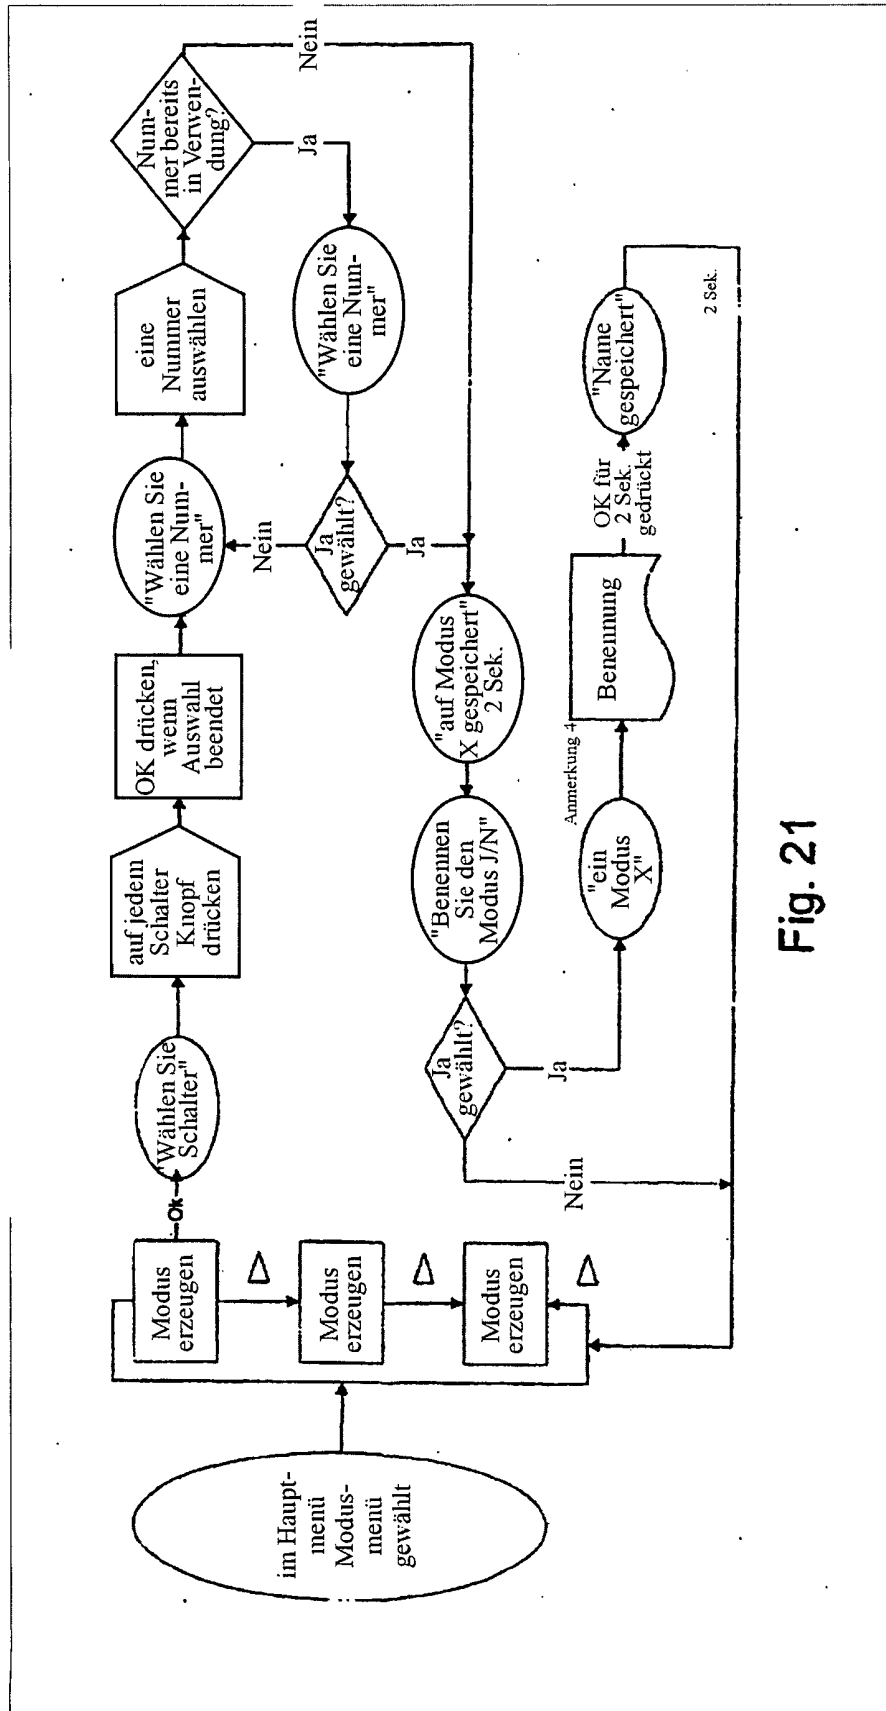 im Haupt-
menü
Modus-
menü
gewählt
Modus
erzeugen
Modus
erzeugen
Modus
erzeugen
Ok
"Wählen Sie
Schalter"
auf jedem
Schalter
Knopf
drücken
OK drücken,
wenn
Auswahl
beendet
"Wählen Sie
eine Num-
mer"
eine
Nummer
auswählen
Num-
mer bereits
in Verwen-
dung?
Nein
Ja
"Wählen Sie
eine Num-
mer"
Ja
gewählt?
Nein
Ja
"auf Modus
X gespeichert"
2 Sek.
"Benennen
Sie den
Modus J/N"
Ja
gewählt?
Ja
Nein
"ein
Modus
X"
Anmerkung 4
Benennung
OK für
2 Sek.
gedrückt
"Name
gespeichert"
2 Sek.
Fig. 21